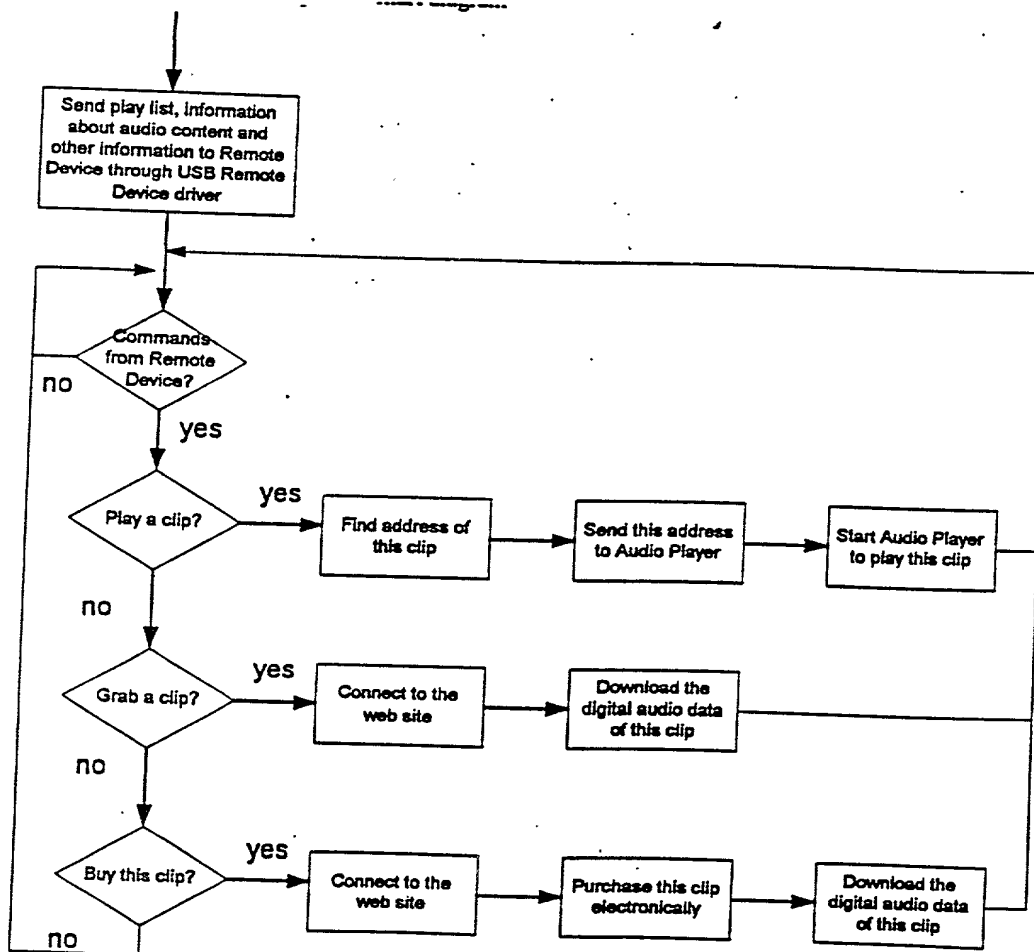 Send play list, information
about audio content and
other information to Remote
Device through USB Remote
Device driver
Commands
from Remote
Device?
no
yes
Play a clip?
yes
Find address of
this clip
Send this address
to Audio Player
Start Audio Player
to play this clip
no
Grab a clip?
yes
Connect to the
web site
Download the
digital audio data
of this clip
no
Buy this clip?
yes
Connect to the
web site
Purchase this clip
electronically
Download the
digital audio data
of this clip
no